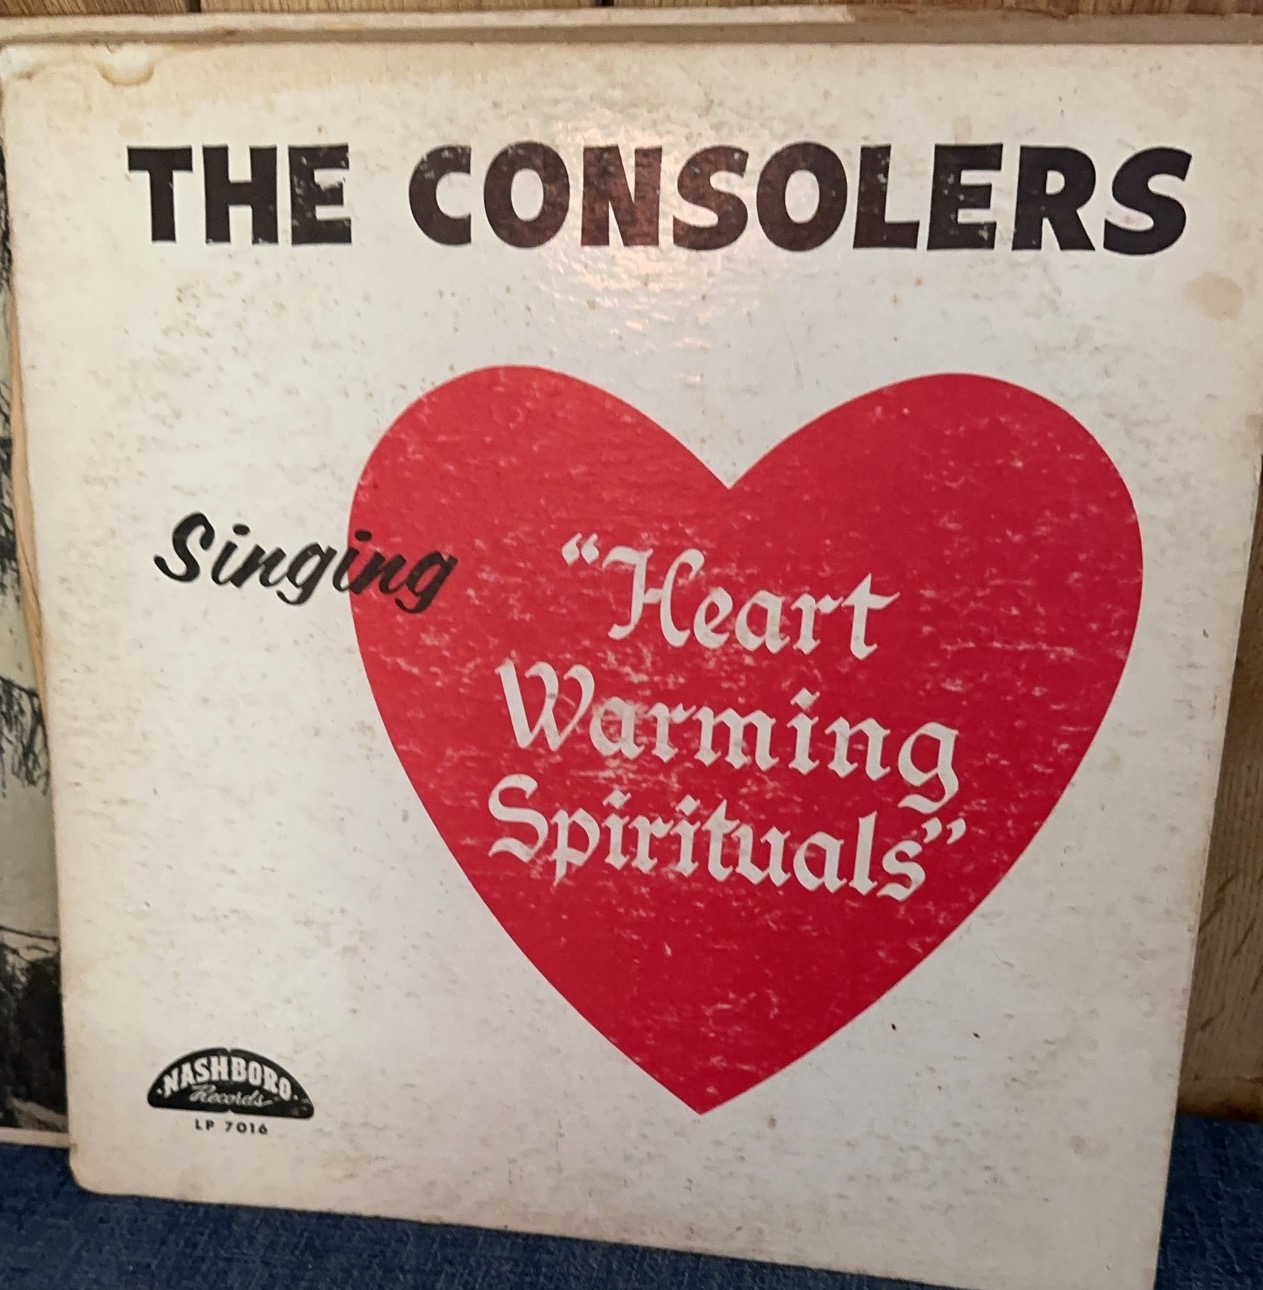 THE CONSOLERS
Singing
“Heart
Warming
Spirituals”
NASHBORO
Records
LP 7016